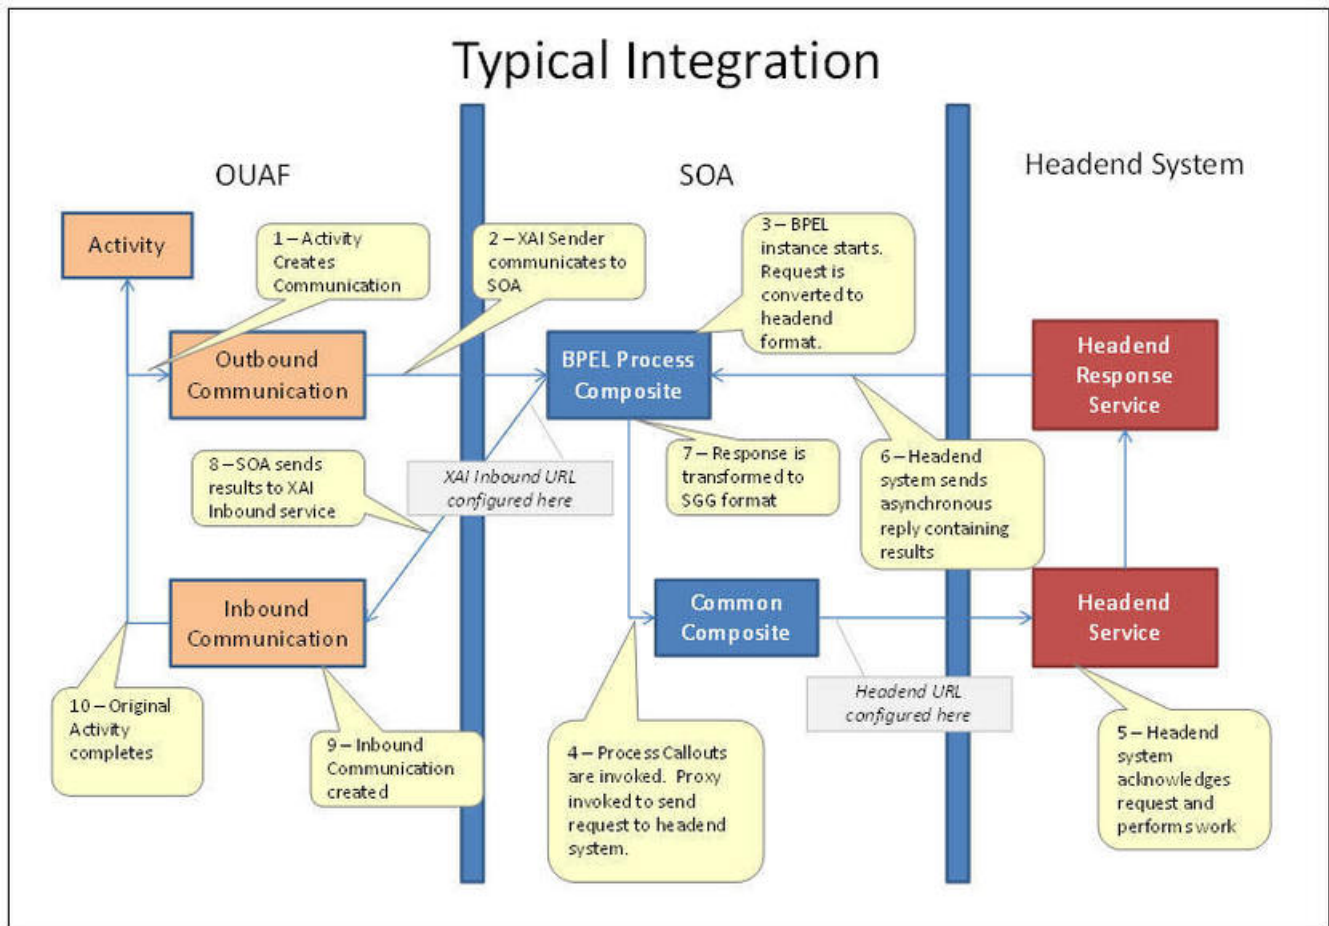 Typical Integration
OUAF
SOA
Headend System
Activity
1 – Activity
Creates
Communication
2 – XAI Sender
communicates to
SOA
3 – BPEL
instance starts.
Request is
converted to
headend
format.
Outbound
Communication
BPEL Process
Composite
Headend
Response
Service
8 – SOA sends
results to XAI
Inbound service
XAI Inbound URL
configured here
7 – Response is
transformed to
SGG format
6 – Headend
system sends
asynchronous
reply containing
results
Inbound
Communication
Common
Composite
Headend
Service
10 – Original
Activity
completes
9 – Inbound
Communication
created
4 – Process Callouts
are invoked. Proxy
invoked to send
request to headend
system.
Headend URL
configured here
5 – Headend
system
acknowledges
request and
performs work